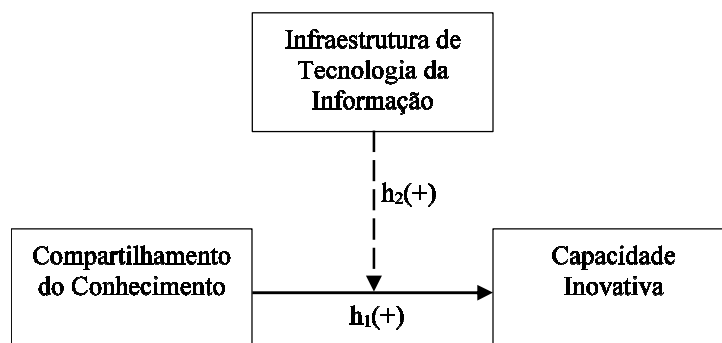 Infraestrutura de
Tecnologia da
Informação
h₂(+)
Compartilhamento
do Conhecimento
h₁(+)
Capacidade
Inovativa